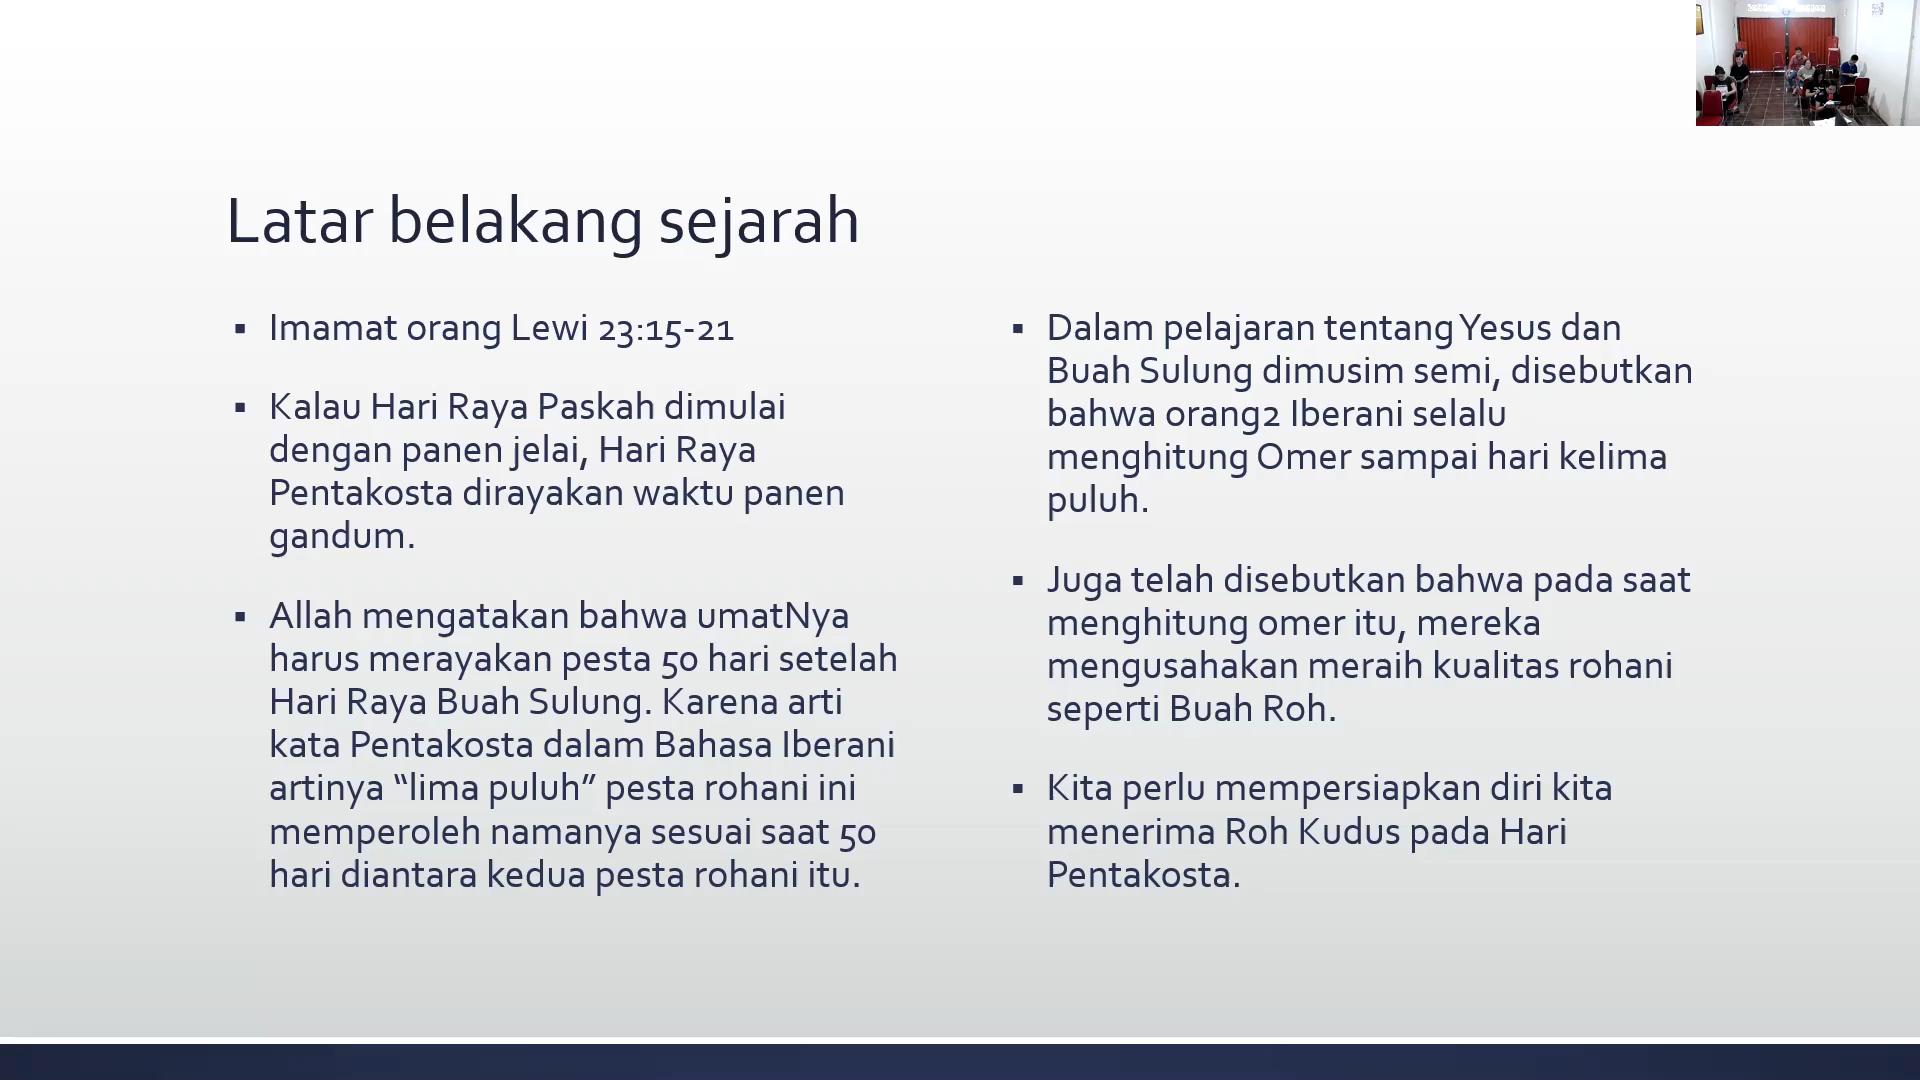 Latar belakang sejarah
▪ Imamat orang Lewi 23:15-21
▪ Kalau Hari Raya Paskah dimulai
dengan panen jelai, Hari Raya
Pentakosta dirayakan waktu panen
gandum.
▪ Allah mengatakan bahwa umatNya
harus merayakan pesta 50 hari setelah
Hari Raya Buah Sulung. Karena arti
kata Pentakosta dalam Bahasa Iberani
artinya “lima puluh” pesta rohani ini
memperoleh namanya sesuai saat 50
hari diantara kedua pesta rohani itu.
▪ Dalam pelajaran tentang Yesus dan
Buah Sulung dimusim semi, disebutkan
bahwa orang2 Iberani selalu
menghitung Omer sampai hari kelima
puluh.
▪ Juga telah disebutkan bahwa pada saat
menghitung omer itu, mereka
mengusahakan meraih kualitas rohani
seperti Buah Roh.
▪ Kita perlu mempersiapkan diri kita
menerima Roh Kudus pada Hari
Pentakosta.